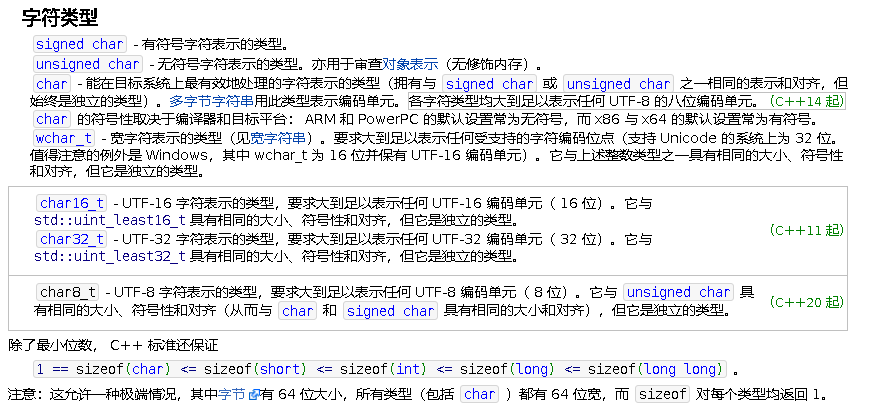 字符类型
signed char - 有符号字符表示的类型。
unsigned char - 无符号字符表示的类型。亦用于审查对象表示（无修饰内存）。
char - 能在目标系统上最有效地处理的字符表示的类型（拥有与 signed char 或 unsigned char 之一相同的表示和对齐，但
始终是独立的类型）。多字节字符串用此类型表示编码单元。各字符类型均大到足以表示任何 UTF-8 的八位编码单元。 (C++14 起)
char 的符号性取决于编译器和目标平台： ARM 和 PowerPC 的默认设置常为无符号，而 x86 与 x64 的默认设置常为有符号。
wchar_t - 宽字符表示的类型（见宽字符串）。要求大到足以表示任何受支持的字符编码位点（支持 Unicode 的系统上为 32 位。
值得注意的例外是 Windows，其中 wchar_t 为 16 位并保有 UTF-16 编码单元）。它与上述整数类型之一具有相同的大小、符号性
和对齐，但它是独立的类型。
char16_t - UTF-16 字符表示的类型，要求大到足以表示任何 UTF-16 编码单元（ 16 位）。它与
std::uint_least16_t 具有相同的大小、符号性和对齐，但它是独立的类型。
char32_t - UTF-32 字符表示的类型，要求大到足以表示任何 UTF-32 编码单元（ 32 位）。它与
std::uint_least32_t 具有相同的大小、符号性和对齐，但它是独立的类型。
(C++11 起)
char8_t - UTF-8 字符表示的类型，要求大到足以表示任何 UTF-8 编码单元（ 8 位）。它与 unsigned char 具
有相同的大小、符号性和对齐（从而与 char 和 signed char 具有相同的大小和对齐），但它是独立的类型。
(C++20 起)
除了最小位数， C++ 标准还保证
1 == sizeof(char) <= sizeof(short) <= sizeof(int) <= sizeof(long) <= sizeof(long long) 。
注意：这允许一种极端情况，其中字节有 64 位大小，所有类型（包括 char ）都有 64 位宽，而 sizeof 对每个类型均返回 1。